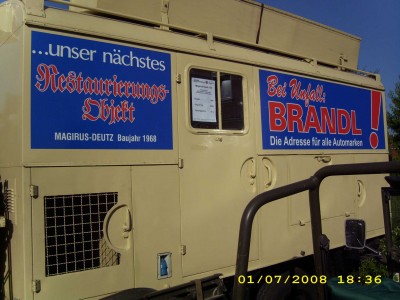 ...unser nächstes
Restaurierungs-
Objekt
MAGIRUS-DEUTZ Baujahr 1968
Bei Unfall:
BRANDL!
Die Adresse für alle Automarken
01/07/2008 18:36